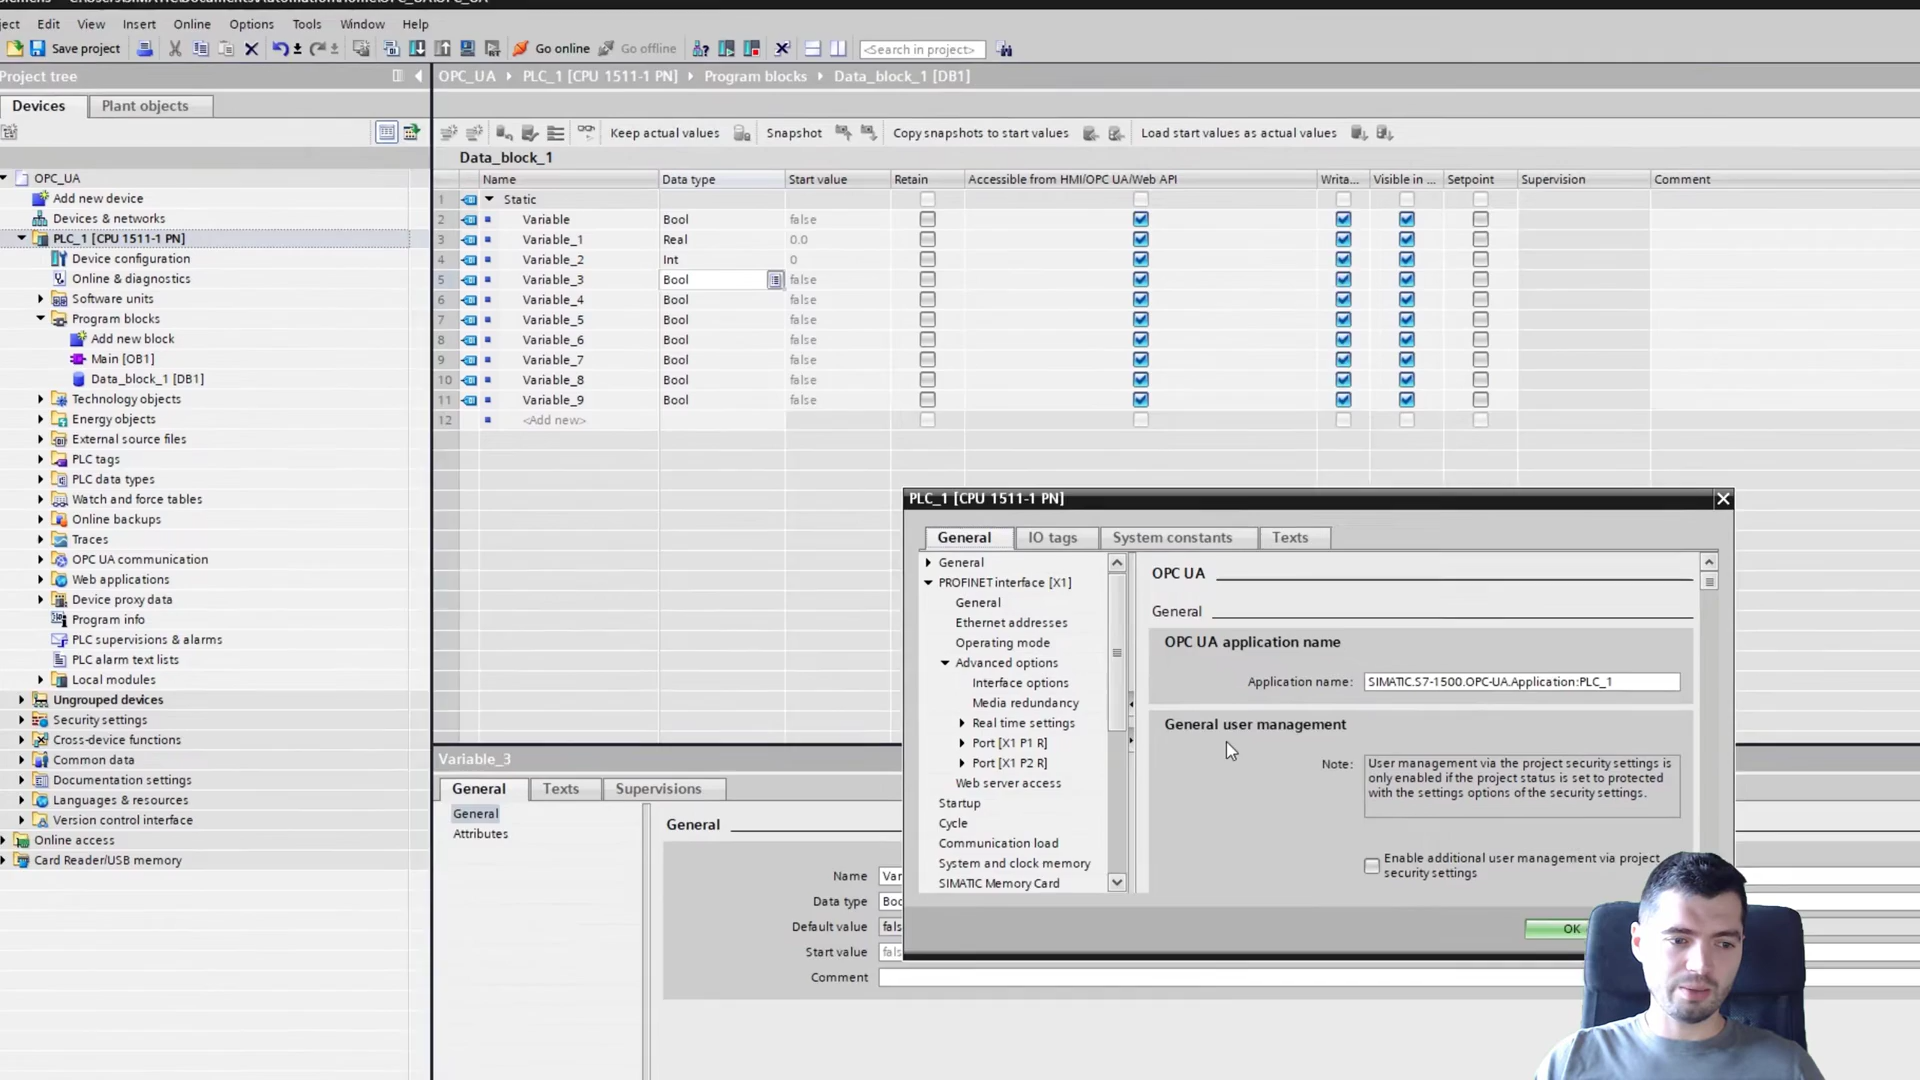 ject Edit View Insert Online Options Tools Window Help
Save project Go online Go offline <Search in project>
Project tree
OPC_UA PLC_1 [CPU 1511-1 PN] Program blocks Data_block_1 [DB1]
Devices Plant objects
Keep actual values Snapshot Copy snapshots to start values Load start values as actual values
Data_block_1
Name Data type Start value Retain Accessible from HMI/OPC UA/Web API Writa... Visible in ... Setpoint Supervision Comment
1 Static
2 Variable Bool false
3 Variable_1 Real 0.0
4 Variable_2 Int 0
5 Variable_3 Bool false
6 Variable_4 Bool false
7 Variable_5 Bool false
8 Variable_6 Bool false
9 Variable_7 Bool false
10 Variable_8 Bool false
11 Variable_9 Bool false
12 <Add new>
OPC_UA
Add new device
Devices & networks
PLC_1 [CPU 1511-1 PN]
Device configuration
Online & diagnostics
Software units
Program blocks
Add new block
Main [OB1]
Data_block_1 [DB1]
Technology objects
Energy objects
External source files
PLC tags
PLC data types
Watch and force tables
Online backups
Traces
OPC UA communication
Web applications
Device proxy data
Program info
PLC supervisions & alarms
PLC alarm text lists
Local modules
Ungrouped devices
Security settings
Cross-device functions
Common data
Documentation settings
Languages & resources
Version control interface
Online access
Card Reader/USB memory
PLC_1 [CPU 1511-1 PN]
General IO tags System constants Texts
General
PROFINET interface [X1]
General
Ethernet addresses
Operating mode
Advanced options
Interface options
Media redundancy
Real time settings
Port [X1 P1 R]
Port [X1 P2 R]
Web server access
Startup
Cycle
Communication load
System and clock memory
SIMATIC Memory Card
OPC UA
General
OPC UA application name
Application name: SIMATIC.S7-1500.OPC-UA.Application:PLC_1
General user management
Note: User management via the project security settings is
only enabled if the project status is set to protected
with the settings options of the security settings.
Enable additional user management via project
security settings
OK
Variable_3
General Texts Supervisions
General
Attributes
General
Name Var
Data type Boo
Default value fals
Start value fals
Comment